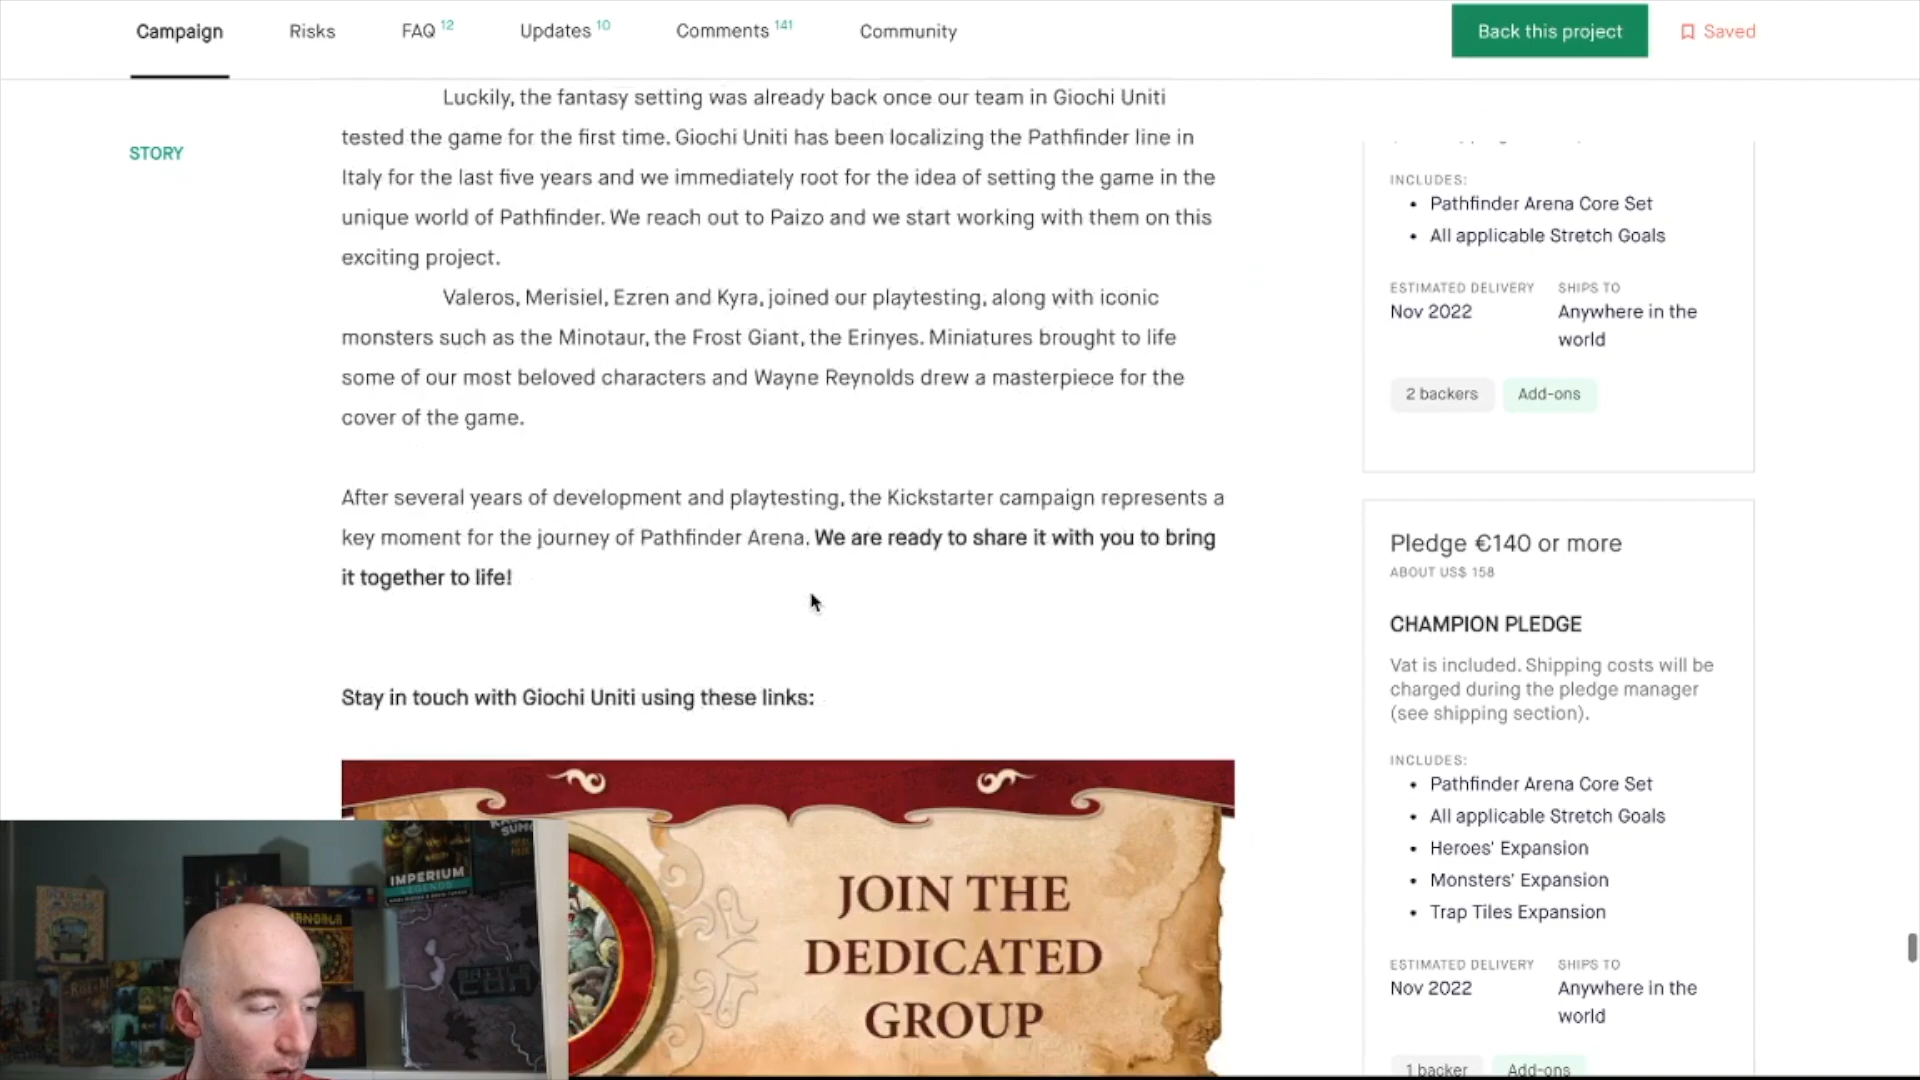 Campaign
Risks
FAQ 12
Updates 10
Comments 141
Community
Back this project
Saved
STORY
Luckily, the fantasy setting was already back once our team in Giochi Uniti
tested the game for the first time. Giochi Uniti has been localizing the Pathfinder line in
Italy for the last five years and we immediately root for the idea of setting the game in the
unique world of Pathfinder. We reach out to Paizo and we start working with them on this
exciting project.
Valeros, Merisiel, Ezren and Kyra, joined our playtesting, along with iconic
monsters such as the Minotaur, the Frost Giant, the Erinyes. Miniatures brought to life
some of our most beloved characters and Wayne Reynolds drew a masterpiece for the
cover of the game.
After several years of development and playtesting, the Kickstarter campaign represents a
key moment for the journey of Pathfinder Arena. We are ready to share it with you to bring
it together to life!
Stay in touch with Giochi Uniti using these links:
JOIN THE
DEDICATED
GROUP
INCLUDES:
• Pathfinder Arena Core Set
• All applicable Stretch Goals
ESTIMATED DELIVERY
Nov 2022
SHIPS TO
Anywhere in the
world
2 backers
Add-ons
Pledge €140 or more
ABOUT US$ 158
CHAMPION PLEDGE
Vat is included. Shipping costs will be
charged during the pledge manager
(see shipping section).
INCLUDES:
• Pathfinder Arena Core Set
• All applicable Stretch Goals
• Heroes' Expansion
• Monsters' Expansion
• Trap Tiles Expansion
ESTIMATED DELIVERY
Nov 2022
SHIPS TO
Anywhere in the
world
1 backer
Add-ons
IMPERIUM
LEGENDS
MANDALA